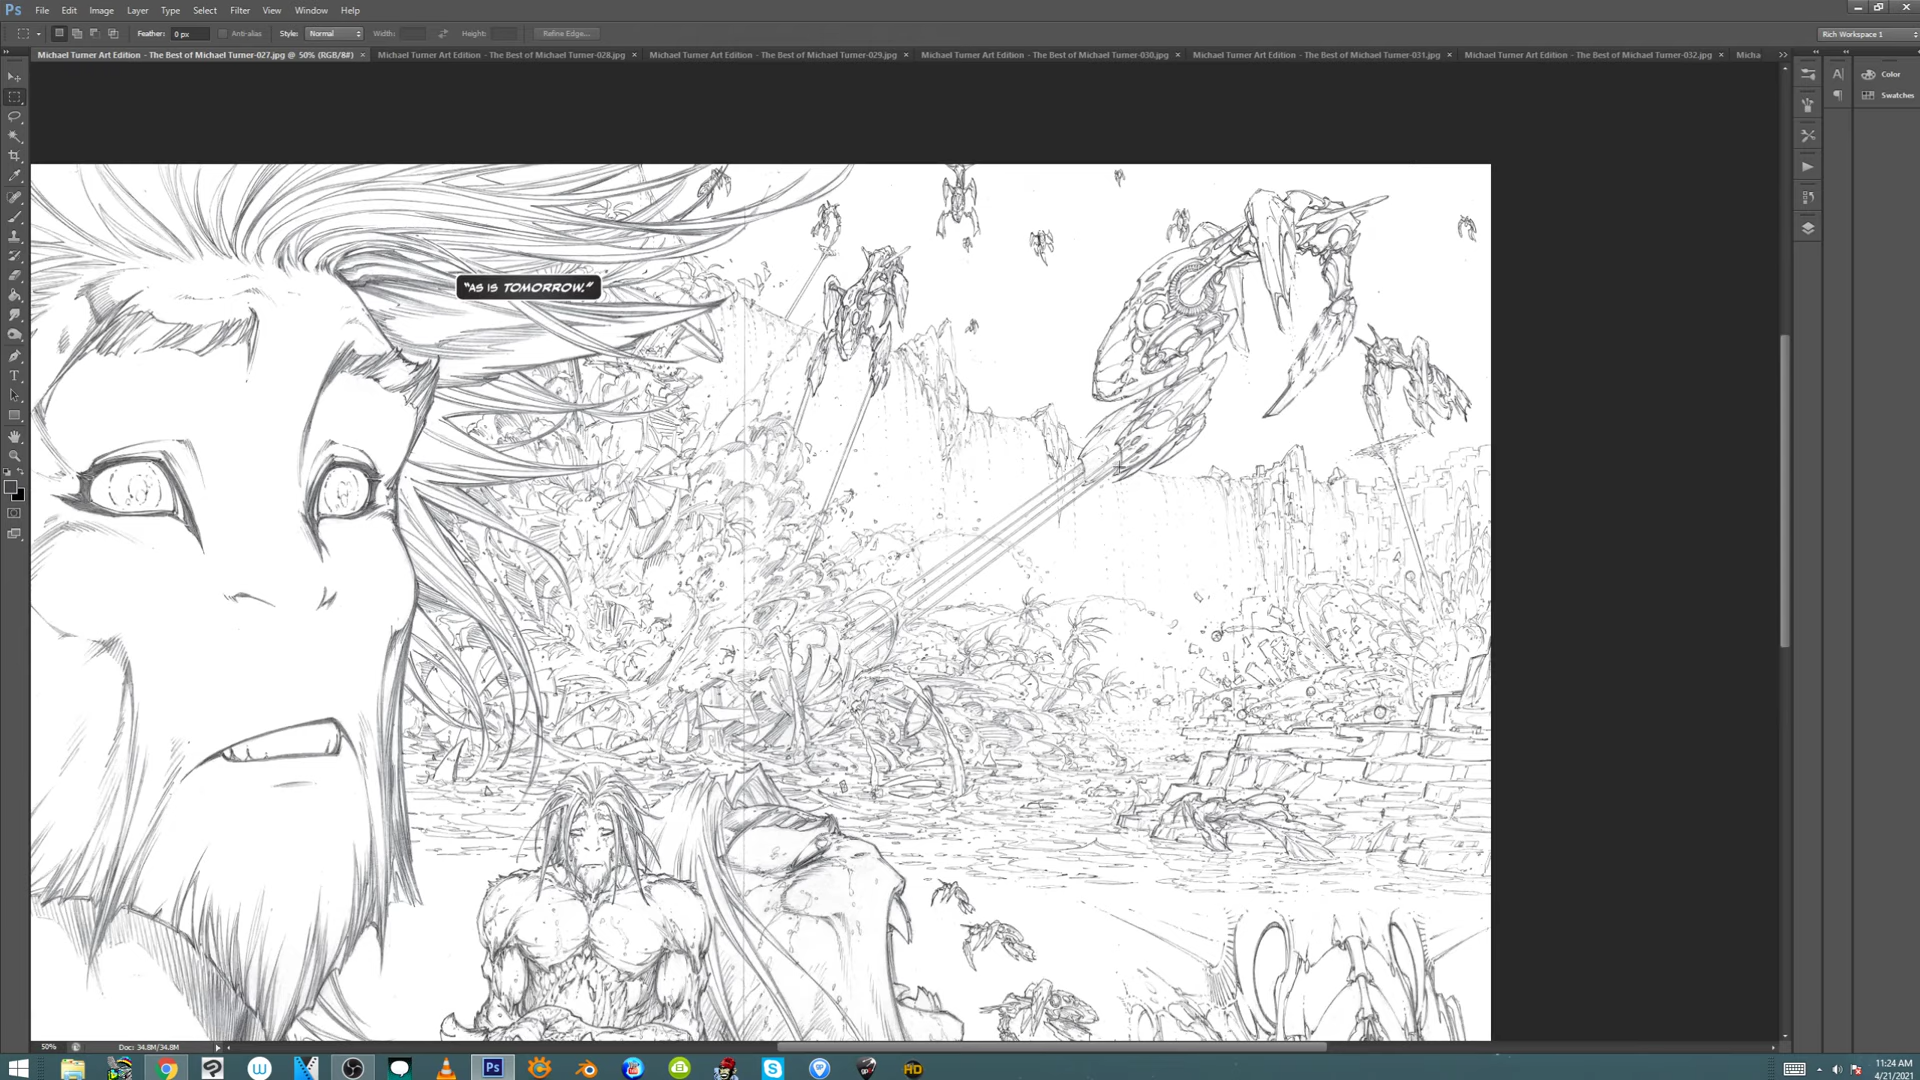 Ps File Edit Image Layer Type Select Filter View Window Help
Feather: 0 px Anti-alias Style: Normal Width: Height: Refine Edge... Rich Workspace 1
Michael Turner Art Edition - The Best of Michael Turner-027.jpg @ 50% (RGB/8#) × Michael Turner Art Edition - The Best of Michael Turner-028.jpg × Michael Turner Art Edition - The Best of Michael Turner-029.jpg × Michael Turner Art Edition - The Best of Michael Turner-030.jpg × Michael Turner Art Edition - The Best of Michael Turner-031.jpg × Michael Turner Art Edition - The Best of Michael Turner-032.jpg × Micha
Color
Swatches
"AS IS TOMORROW."
50% Doc: 34.8M/34.8M
Ps
11:24 AM
4/21/2021